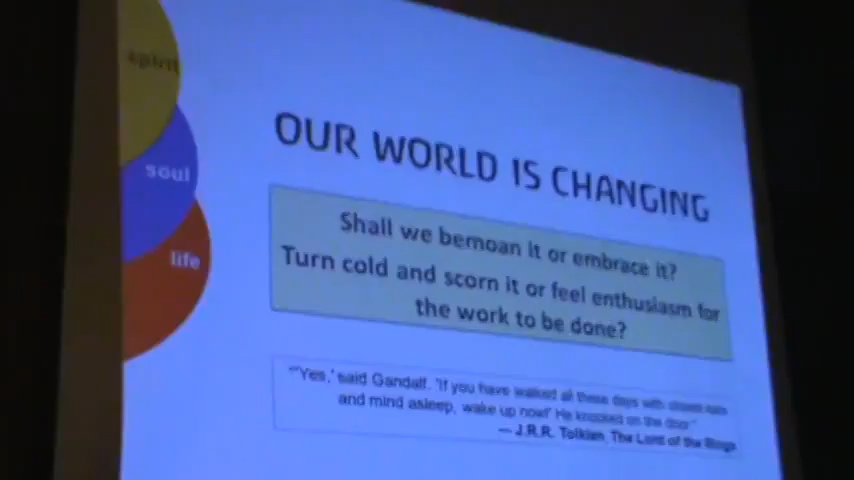 spirit
soul
life
OUR WORLD IS CHANGING
Shall we bemoan it or embrace it?
Turn cold and scorn it or feel enthusiasm for
the work to be done?
"'Yes,' said Gandalf. 'If you have walked all these days with closed ears
and mind asleep, wake up now!' He knocked on the door"
— J.R.R. Tolkien, The Lord of the Rings